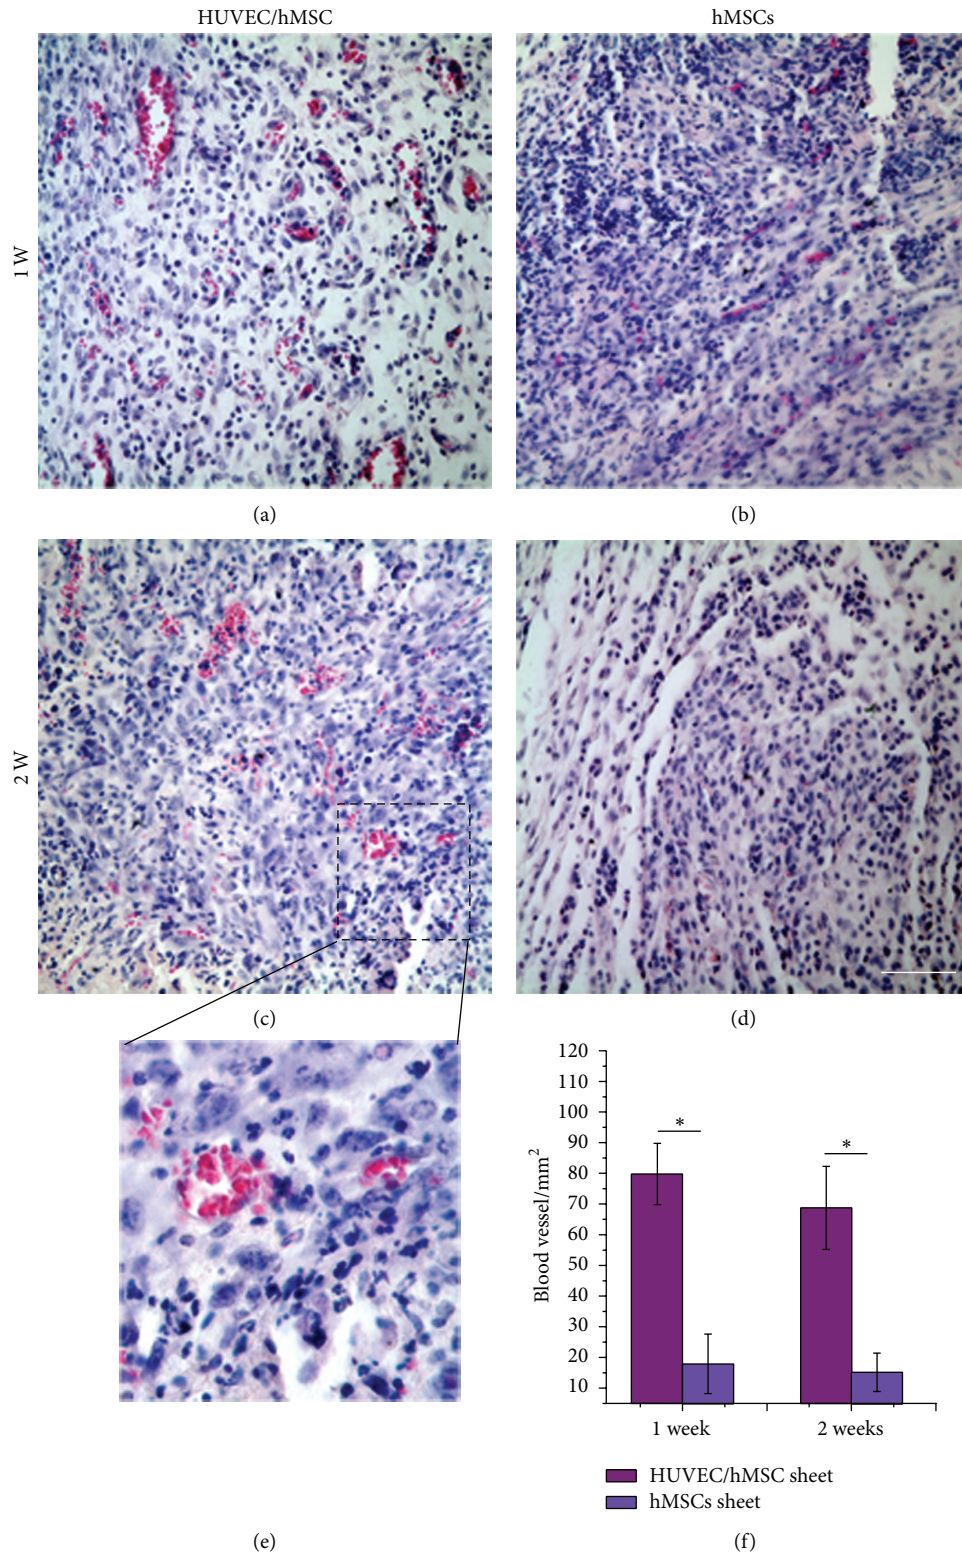 HUVEC/hMSC
hMSCs
1 W
(a)
(b)
2 W
(c)
(d)
120
110
100
90
80
70
60
50
40
30
20
10
Blood vessel/mm²
*
*
1 week
2 weeks
HUVEC/hMSC sheet
hMSCs sheet
(e)
(f)